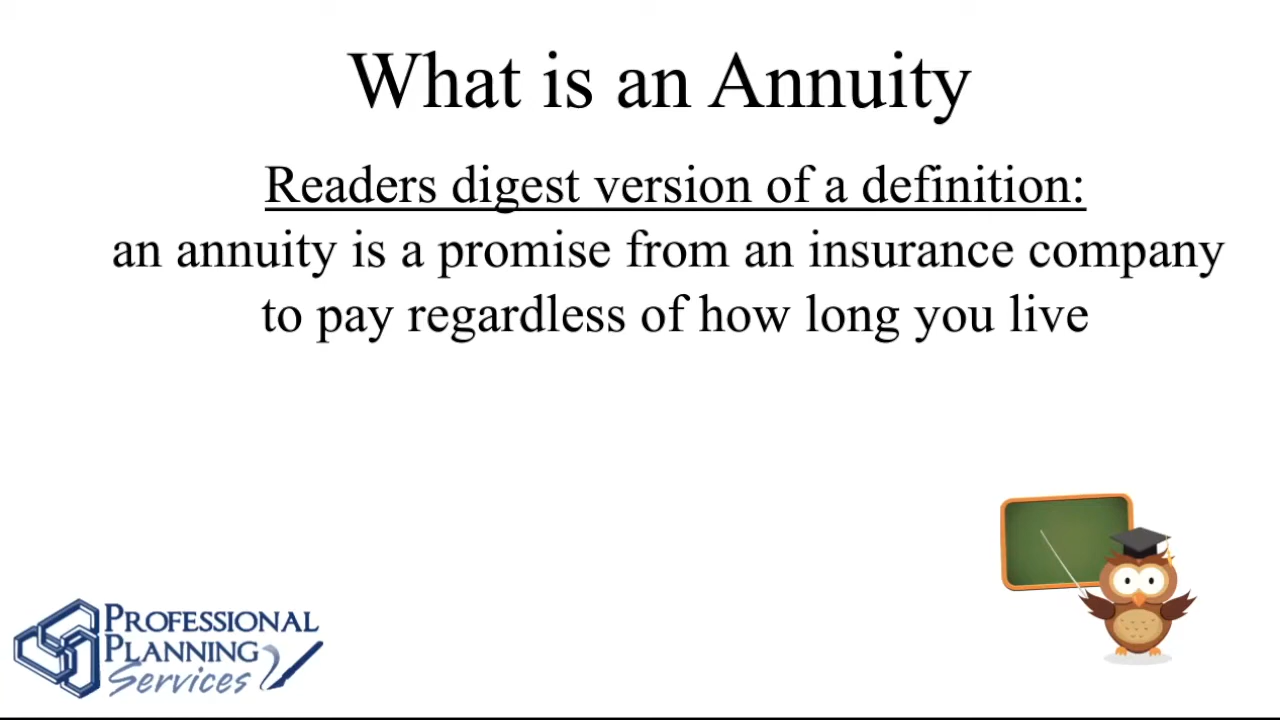 What is an Annuity
Readers digest version of a definition:
an annuity is a promise from an insurance company
to pay regardless of how long you live
PROFESSIONAL
PLANNING
Services